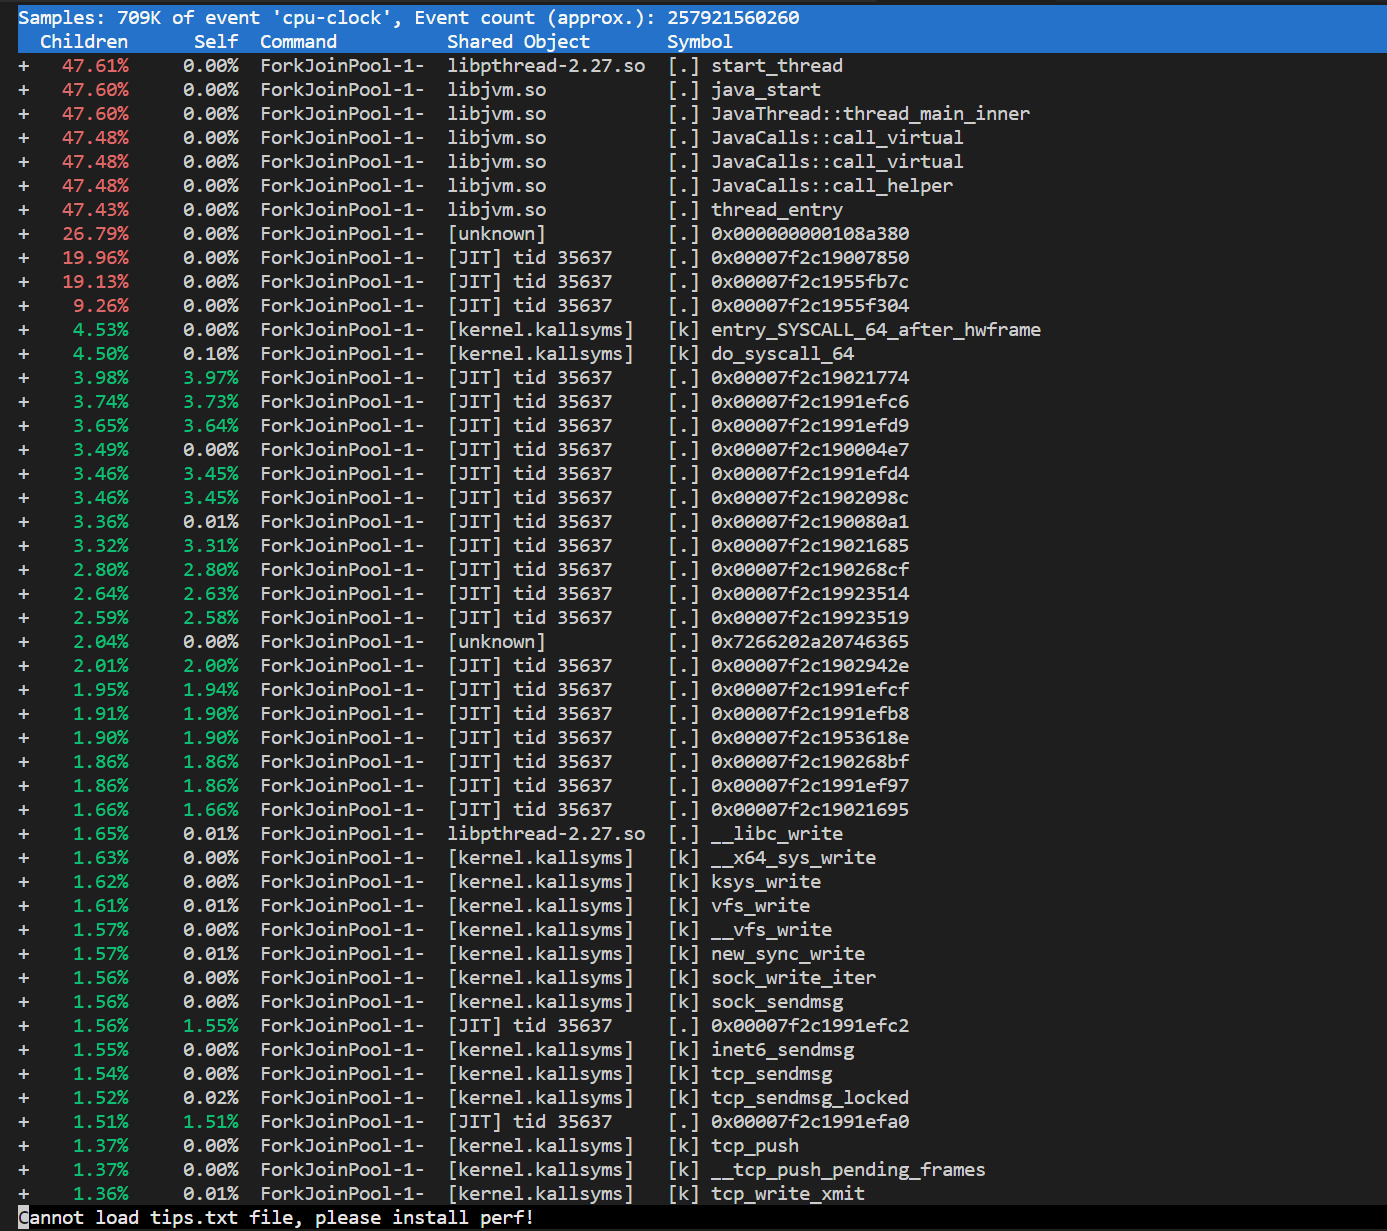 Samples: 709K of event 'cpu-clock', Event count (approx.): 257921560260
Children Self Command Shared Object Symbol
+ 47.61% 0.00% ForkJoinPool-1- libpthread-2.27.so [.] start_thread
+ 47.60% 0.00% ForkJoinPool-1- libjvm.so [.] java_start
+ 47.60% 0.00% ForkJoinPool-1- libjvm.so [.] JavaThread::thread_main_inner
+ 47.48% 0.00% ForkJoinPool-1- libjvm.so [.] JavaCalls::call_virtual
+ 47.48% 0.00% ForkJoinPool-1- libjvm.so [.] JavaCalls::call_virtual
+ 47.48% 0.00% ForkJoinPool-1- libjvm.so [.] JavaCalls::call_helper
+ 47.43% 0.00% ForkJoinPool-1- libjvm.so [.] thread_entry
+ 26.79% 0.00% ForkJoinPool-1- [unknown] [.] 0x000000000108a380
+ 19.96% 0.00% ForkJoinPool-1- [JIT] tid 35637 [.] 0x00007f2c19007850
+ 19.13% 0.00% ForkJoinPool-1- [JIT] tid 35637 [.] 0x00007f2c1955fb7c
+ 9.26% 0.00% ForkJoinPool-1- [JIT] tid 35637 [.] 0x00007f2c1955f304
+ 4.53% 0.00% ForkJoinPool-1- [kernel.kallsyms] [k] entry_SYSCALL_64_after_hwframe
+ 4.50% 0.10% ForkJoinPool-1- [kernel.kallsyms] [k] do_syscall_64
+ 3.98% 3.97% ForkJoinPool-1- [JIT] tid 35637 [.] 0x00007f2c19021774
+ 3.74% 3.73% ForkJoinPool-1- [JIT] tid 35637 [.] 0x00007f2c1991efc6
+ 3.65% 3.64% ForkJoinPool-1- [JIT] tid 35637 [.] 0x00007f2c1991efd9
+ 3.49% 0.00% ForkJoinPool-1- [JIT] tid 35637 [.] 0x00007f2c190004e7
+ 3.46% 3.45% ForkJoinPool-1- [JIT] tid 35637 [.] 0x00007f2c1991efd4
+ 3.46% 3.45% ForkJoinPool-1- [JIT] tid 35637 [.] 0x00007f2c1902098c
+ 3.36% 0.01% ForkJoinPool-1- [JIT] tid 35637 [.] 0x00007f2c190080a1
+ 3.32% 3.31% ForkJoinPool-1- [JIT] tid 35637 [.] 0x00007f2c19021685
+ 2.80% 2.80% ForkJoinPool-1- [JIT] tid 35637 [.] 0x00007f2c190268cf
+ 2.64% 2.63% ForkJoinPool-1- [JIT] tid 35637 [.] 0x00007f2c19923514
+ 2.59% 2.58% ForkJoinPool-1- [JIT] tid 35637 [.] 0x00007f2c19923519
+ 2.04% 0.00% ForkJoinPool-1- [unknown] [.] 0x7266202a20746365
+ 2.01% 2.00% ForkJoinPool-1- [JIT] tid 35637 [.] 0x00007f2c1902942e
+ 1.95% 1.94% ForkJoinPool-1- [JIT] tid 35637 [.] 0x00007f2c1991efcf
+ 1.91% 1.90% ForkJoinPool-1- [JIT] tid 35637 [.] 0x00007f2c1991efb8
+ 1.90% 1.90% ForkJoinPool-1- [JIT] tid 35637 [.] 0x00007f2c1953618e
+ 1.86% 1.86% ForkJoinPool-1- [JIT] tid 35637 [.] 0x00007f2c190268bf
+ 1.86% 1.86% ForkJoinPool-1- [JIT] tid 35637 [.] 0x00007f2c1991ef97
+ 1.66% 1.66% ForkJoinPool-1- [JIT] tid 35637 [.] 0x00007f2c19021695
+ 1.65% 0.01% ForkJoinPool-1- libpthread-2.27.so [.] __libc_write
+ 1.63% 0.00% ForkJoinPool-1- [kernel.kallsyms] [k] __x64_sys_write
+ 1.62% 0.00% ForkJoinPool-1- [kernel.kallsyms] [k] ksys_write
+ 1.61% 0.01% ForkJoinPool-1- [kernel.kallsyms] [k] vfs_write
+ 1.57% 0.00% ForkJoinPool-1- [kernel.kallsyms] [k] __vfs_write
+ 1.57% 0.01% ForkJoinPool-1- [kernel.kallsyms] [k] new_sync_write
+ 1.56% 0.00% ForkJoinPool-1- [kernel.kallsyms] [k] sock_write_iter
+ 1.56% 0.00% ForkJoinPool-1- [kernel.kallsyms] [k] sock_sendmsg
+ 1.56% 1.55% ForkJoinPool-1- [JIT] tid 35637 [.] 0x00007f2c1991efc2
+ 1.55% 0.00% ForkJoinPool-1- [kernel.kallsyms] [k] inet6_sendmsg
+ 1.54% 0.00% ForkJoinPool-1- [kernel.kallsyms] [k] tcp_sendmsg
+ 1.52% 0.02% ForkJoinPool-1- [kernel.kallsyms] [k] tcp_sendmsg_locked
+ 1.51% 1.51% ForkJoinPool-1- [JIT] tid 35637 [.] 0x00007f2c1991efa0
+ 1.37% 0.00% ForkJoinPool-1- [kernel.kallsyms] [k] tcp_push
+ 1.37% 0.00% ForkJoinPool-1- [kernel.kallsyms] [k] __tcp_push_pending_frames
+ 1.36% 0.01% ForkJoinPool-1- [kernel.kallsyms] [k] tcp_write_xmit
Cannot load tips.txt file, please install perf!